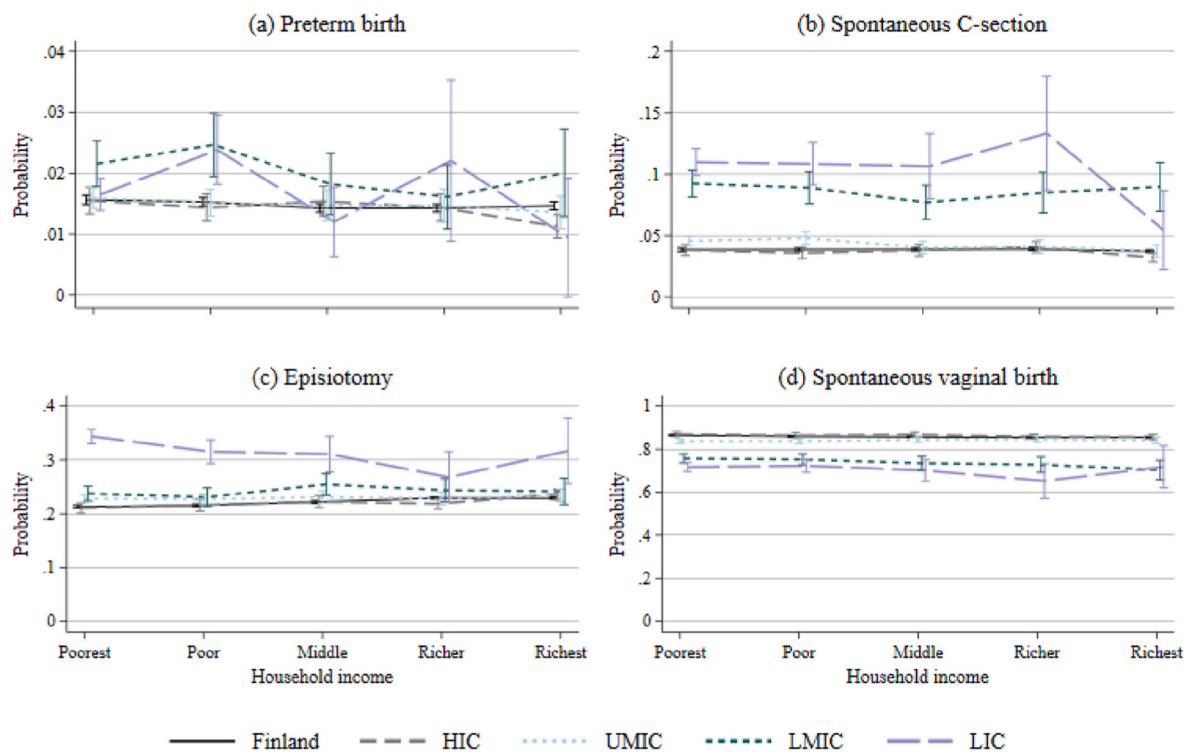 (a) Preterm birth
.04
.03
.02
.01
0
Probability
(b) Spontaneous C-section
.2
.15
.1
.05
0
Probability
(c) Episiotomy
.4
.3
.2
.1
0
Probability
Poorest Poor Middle Richer Richest
Household income
(d) Spontaneous vaginal birth
1
.8
.6
.4
.2
0
Probability
Poorest Poor Middle Richer Richest
Household income
Finland HIC UMIC LMIC LIC